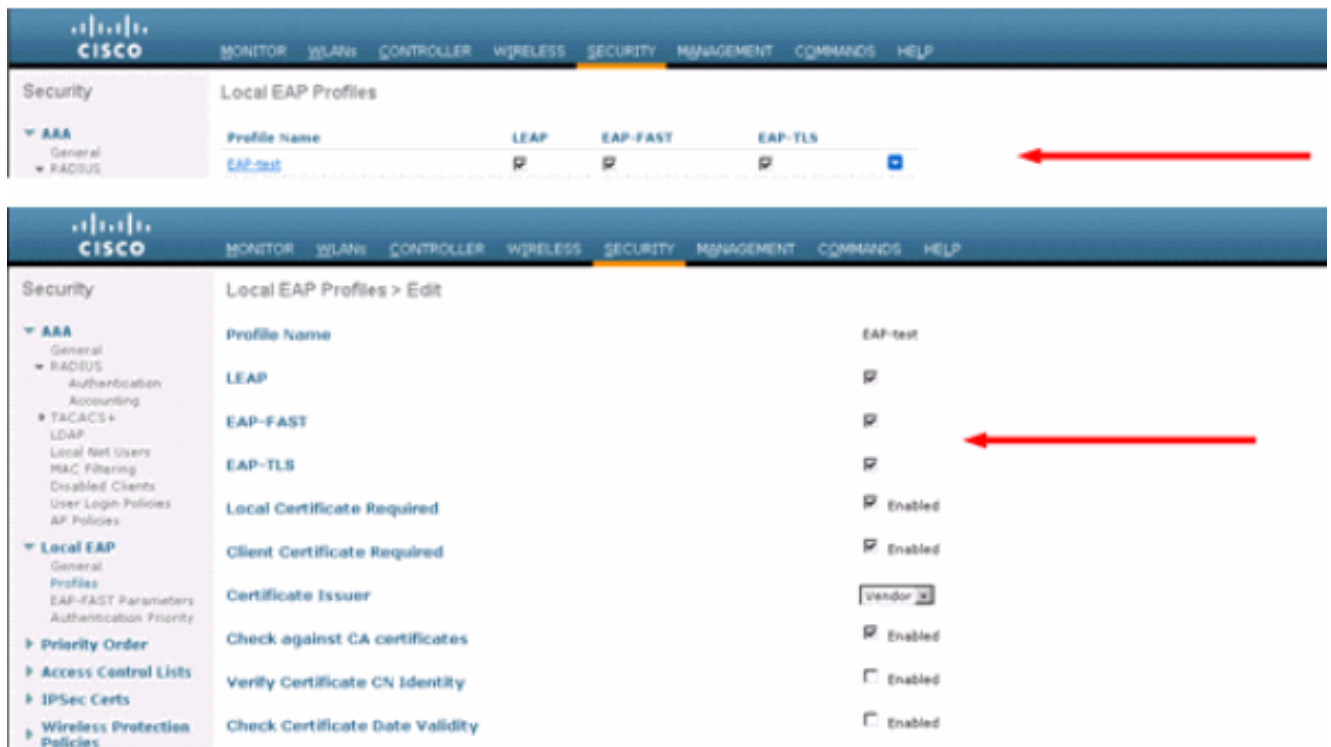 CISCO
MONITOR WLANs CONTROLLER WIRELESS SECURITY MANAGEMENT COMMANDS HELP
Security
Local EAP Profiles
AAA
General
RADIUS
Profile Name LEAP EAP-FAST EAP-TLS
EAP-test
CISCO
MONITOR WLANs CONTROLLER WIRELESS SECURITY MANAGEMENT COMMANDS HELP
Security
AAA
General
RADIUS
Authentication
Accounting
TACACS+
LDAP
Local Net Users
MAC Filtering
Disabled Clients
User Login Policies
AP Policies
Local EAP
General
Profiles
EAP-FAST Parameters
Authentication Priority
Priority Order
Access Control Lists
IPSec Certs
Wireless Protection
Policies
Local EAP Profiles > Edit
Profile Name EAP-test
LEAP
EAP-FAST
EAP-TLS
Local Certificate Required Enabled
Client Certificate Required Enabled
Certificate Issuer Vendor
Check against CA certificates Enabled
Verify Certificate CN Identity Enabled
Check Certificate Date Validity Enabled